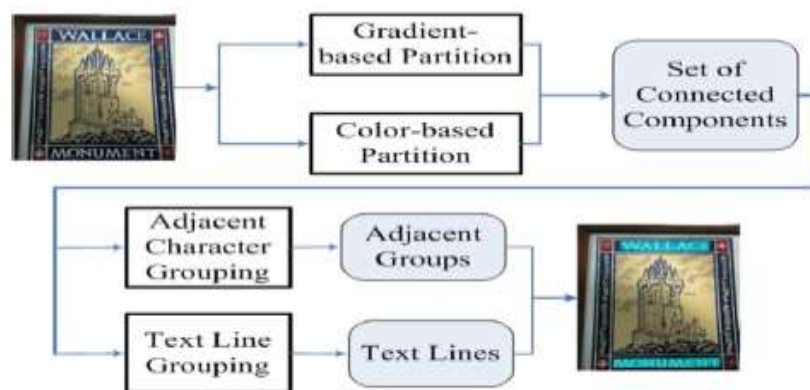 WALLACE
MONUMENT
Gradient-
based Partition
Color-based
Partition
Set of
Connected
Components
Adjacent
Character
Grouping
Adjacent
Groups
Text Line
Grouping
Text Lines
WALLACE
MONUMENT